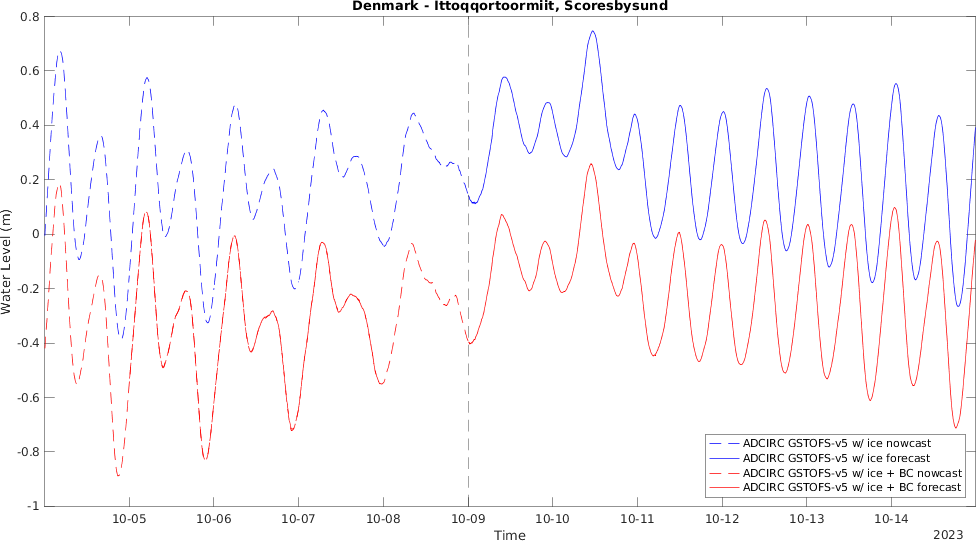 Denmark - Ittoqqortoormiit, Scoresbysund
0.8
0.6
0.4
0.2
0
-0.2
-0.4
-0.6
-0.8
-1
Water Level (m)
ADCIRC GSTOFS-v5 w/ ice nowcast
ADCIRC GSTOFS-v5 w/ ice forecast
ADCIRC GSTOFS-v5 w/ ice + BC nowcast
ADCIRC GSTOFS-v5 w/ ice + BC forecast
10-05 10-06 10-07 10-08 10-09 10-10 10-11 10-12 10-13 10-14
Time
2023